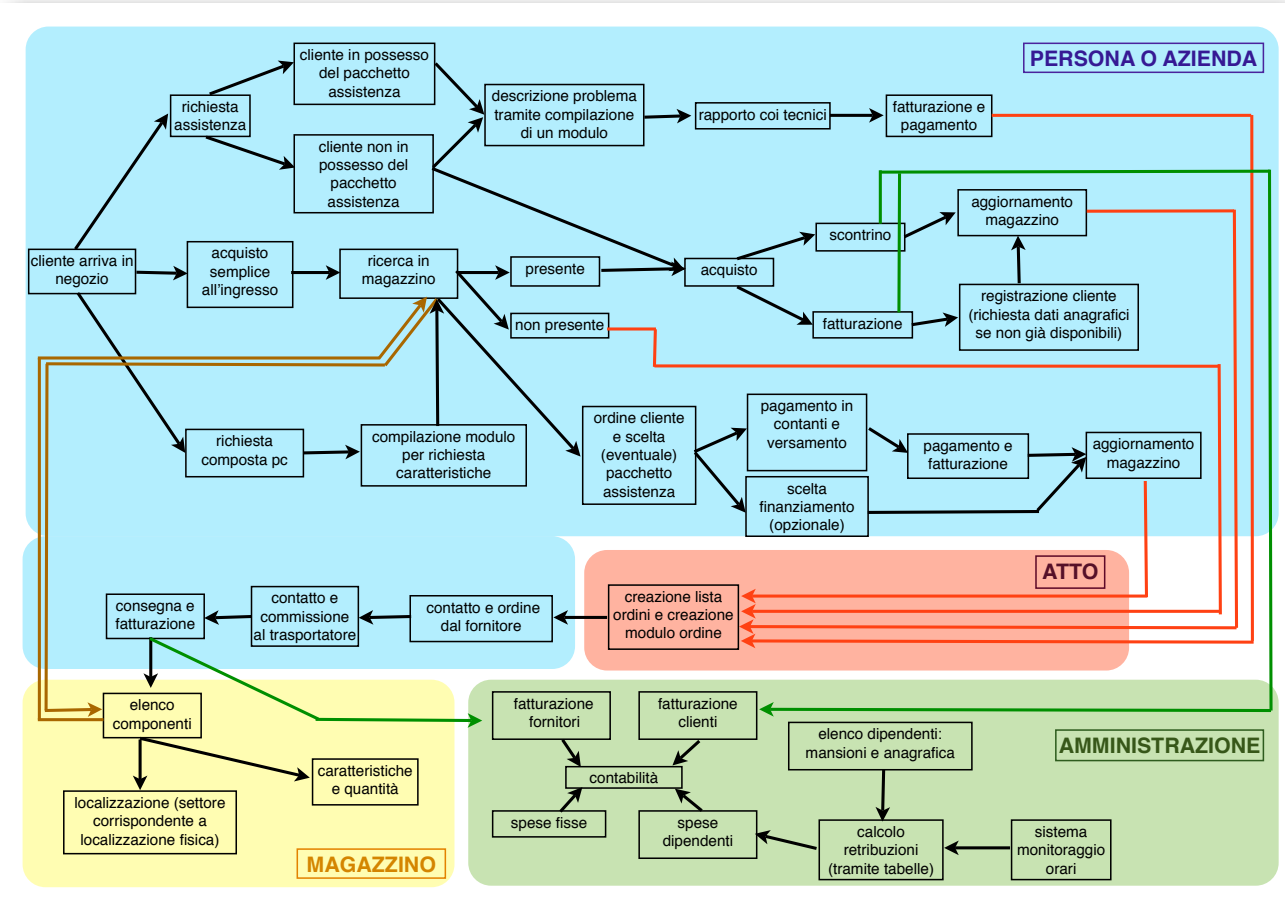 PERSONA O AZIENDA
cliente in possesso
del pacchetto
assistenza
richiesta
assistenza
descrizione problema
tramite compilazione
di un modulo
rapporto coi tecnici
fatturazione e
pagamento
cliente non in
possesso del
pacchetto
assistenza
cliente arriva in
negozio
acquisto
semplice
all'ingresso
ricerca in
magazzino
presente
non presente
acquisto
scontrino
aggiornamento
magazzino
fatturazione
registrazione cliente
(richiesta dati anagrafici
se non già disponibili)
richiesta
composta pc
compilazione modulo
per richiesta
caratteristiche
ordine cliente
e scelta
(eventuale)
pacchetto
assistenza
pagamento in
contanti e
versamento
scelta
finanziamento
(opzionale)
pagamento e
fatturazione
aggiornamento
magazzino
ATTO
creazione lista
ordini e creazione
modulo ordine
contatto e ordine
dal fornitore
contatto e
commissione
al trasportatore
consegna e
fatturazione
elenco
componenti
caratteristiche
e quantità
localizzazione (settore
corrispondente a
localizzazione fisica)
MAGAZZINO
fatturazione
fornitori
fatturazione
clienti
contabilità
spese fisse
spese
dipendenti
elenco dipendenti:
mansioni e anagrafica
AMMINISTRAZIONE
calcolo
retribuzioni
(tramite tabelle)
sistema
monitoraggio
orari